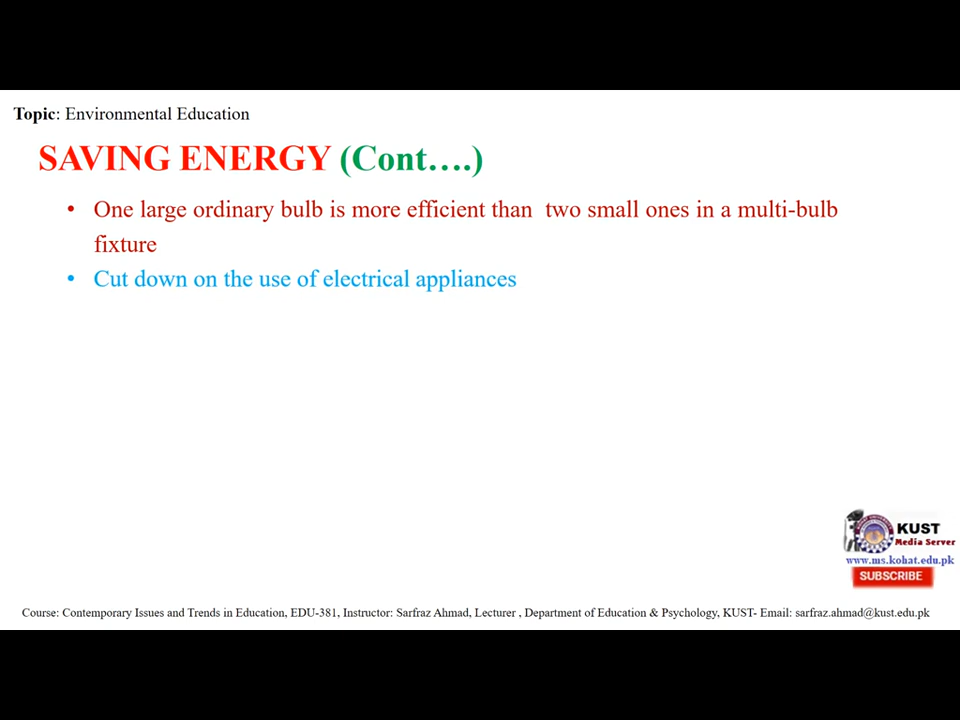 Topic: Environmental Education
SAVING ENERGY (Cont….)
• One large ordinary bulb is more efficient than  two small ones in a multi-bulb
fixture
• Cut down on the use of electrical appliances
KUST
Media Server
www.ms.kohat.edu.pk
SUBSCRIBE
Course: Contemporary Issues and Trends in Education, EDU-381, Instructor: Sarfraz Ahmad, Lecturer , Department of Education & Psychology, KUST- Email: sarfraz.ahmad@kust.edu.pk